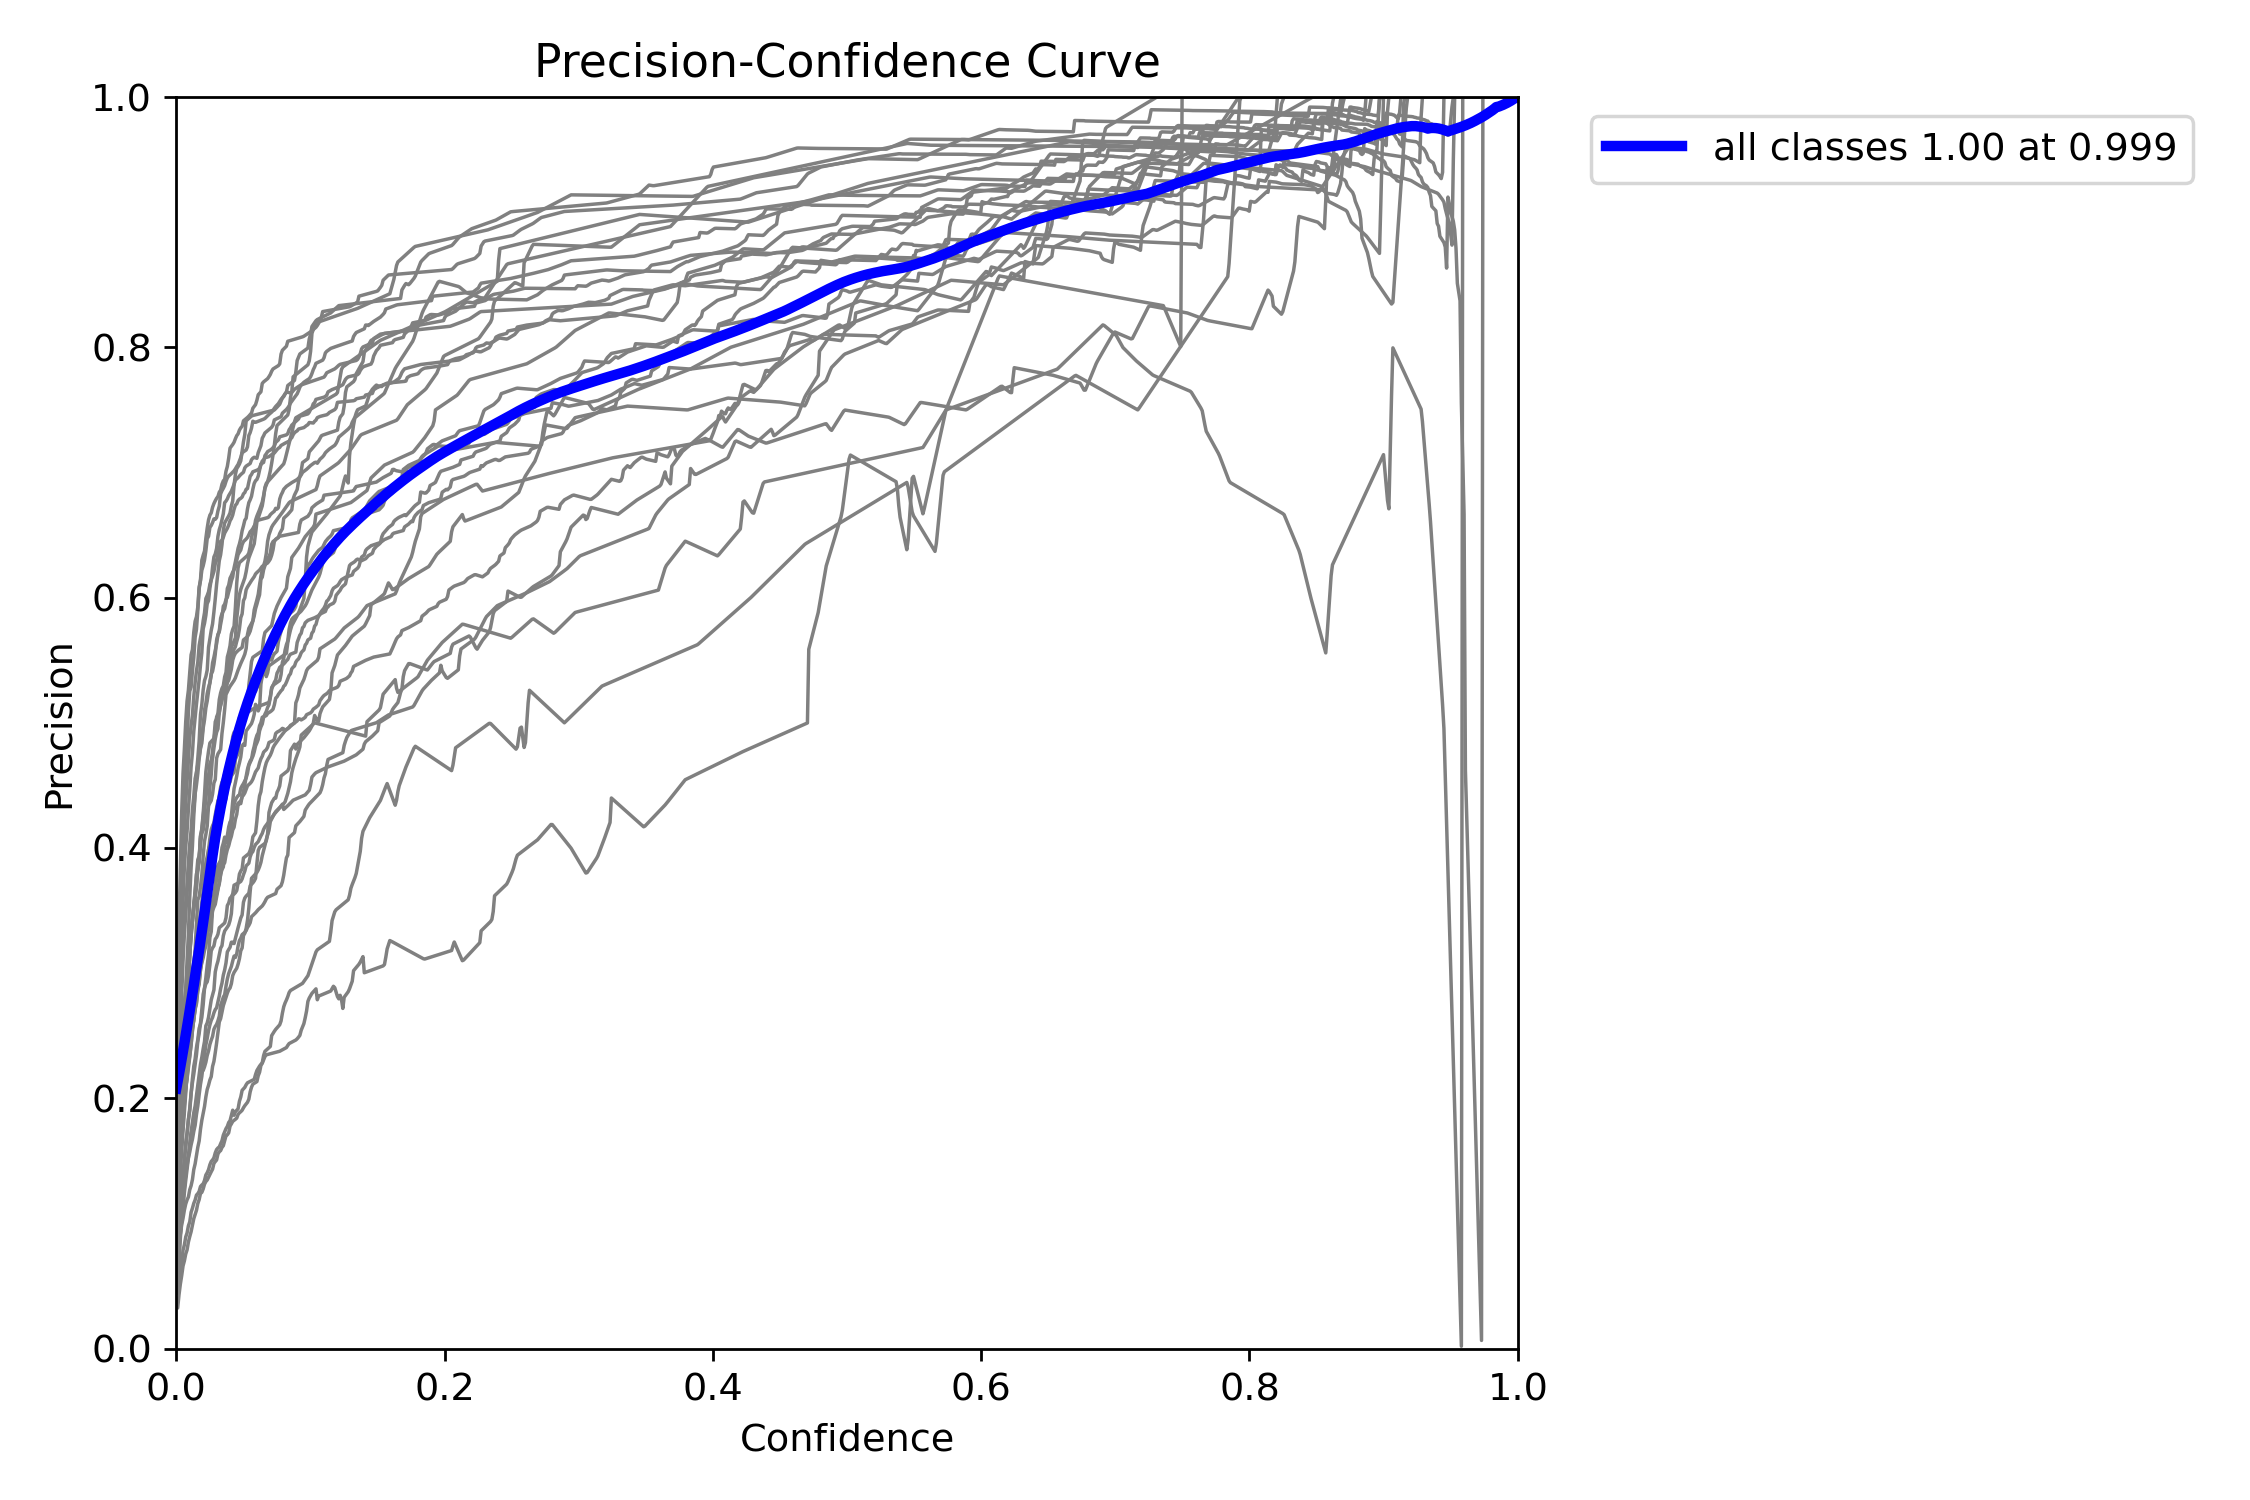 Precision-Confidence Curve
1.0
0.8
0.6
0.4
0.2
0.0
Precision
0.0 0.2 0.4 0.6 0.8 1.0
Confidence
all classes 1.00 at 0.999